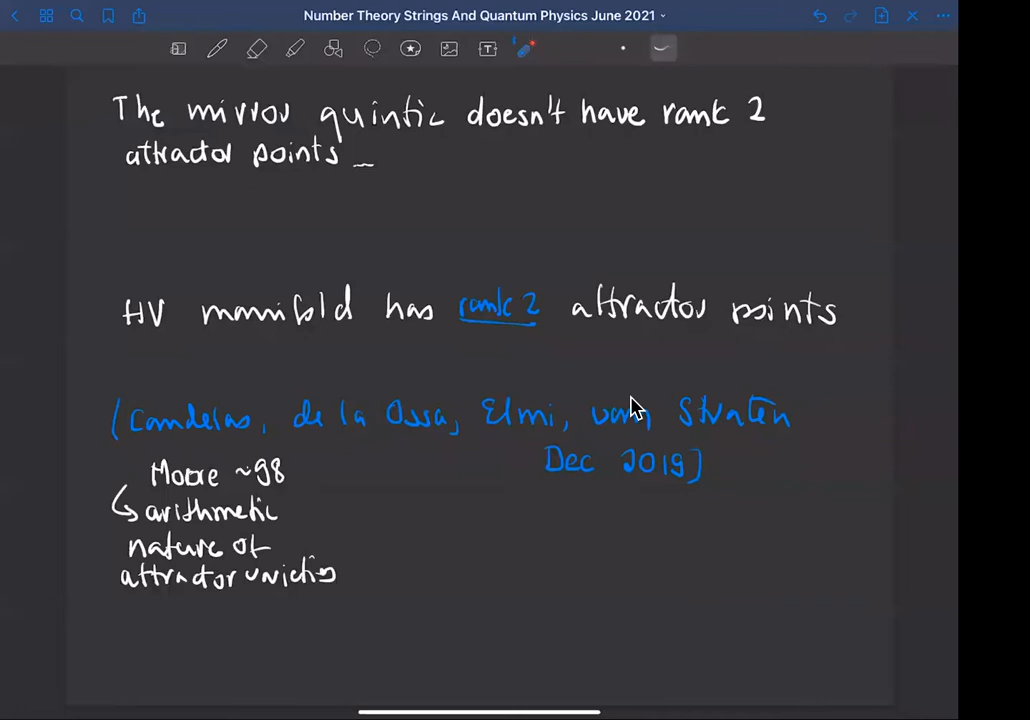 Number Theory Strings And Quantum Physics June 2021
The mirror quintic doesn't have rank 2
attractor points
HV manifold has rank 2 attractor points
(Candelas, de la Ossa, Elmi, van Straten
Dec 2019)
Moore ~98
arithmetic
nature of
attractor varieties